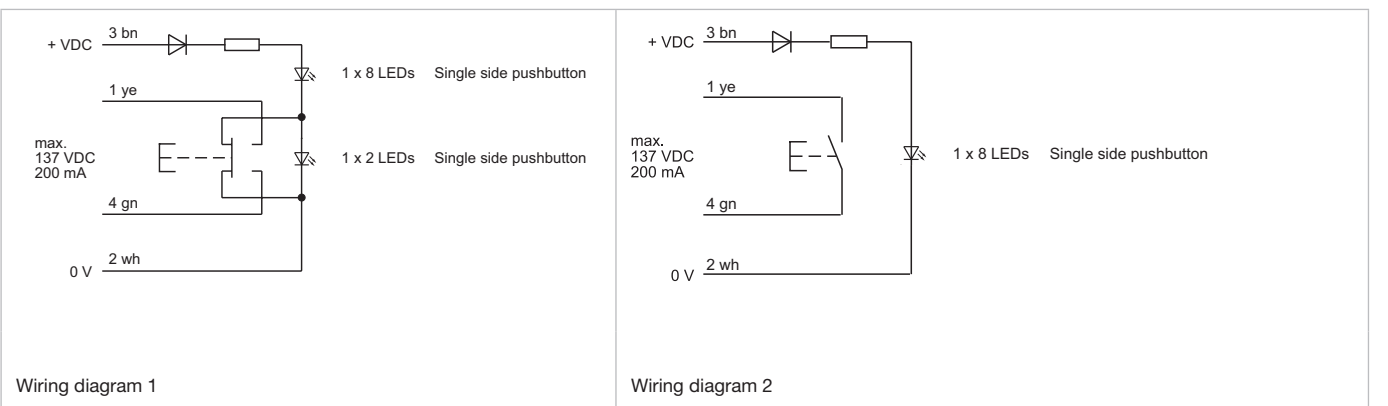 3 bn
+ VDC
1 x 8 LEDs Single side pushbutton
1 ye
max.
137 VDC
200 mA
1 x 2 LEDs Single side pushbutton
4 gn
2 wh
0 V
Wiring diagram 1
3 bn
+ VDC
1 ye
max.
137 VDC
200 mA
1 x 8 LEDs Single side pushbutton
4 gn
2 wh
0 V
Wiring diagram 2